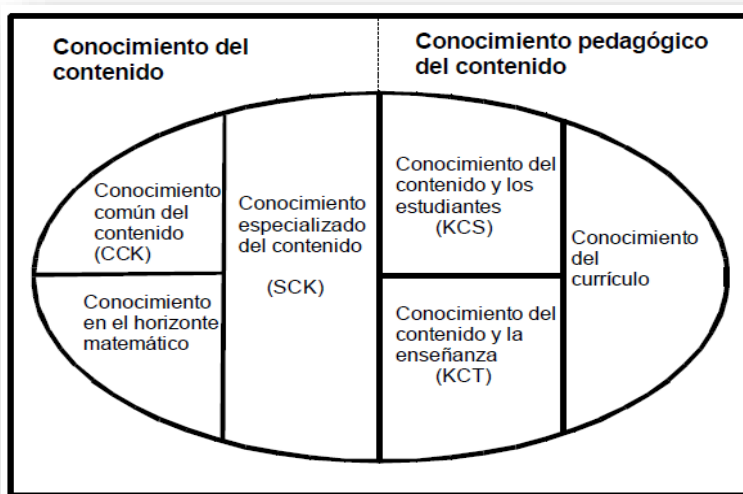 Conocimiento del
contenido
Conocimiento pedagógico
del contenido
Conocimiento
común del
contenido
(CCK)
Conocimiento
en el horizonte
matemático
Conocimiento
especializado
del contenido
(SCK)
Conocimiento del
contenido y los
estudiantes
(KCS)
Conocimiento del
contenido y la
enseñanza
(KCT)
Conocimiento
del
currículo